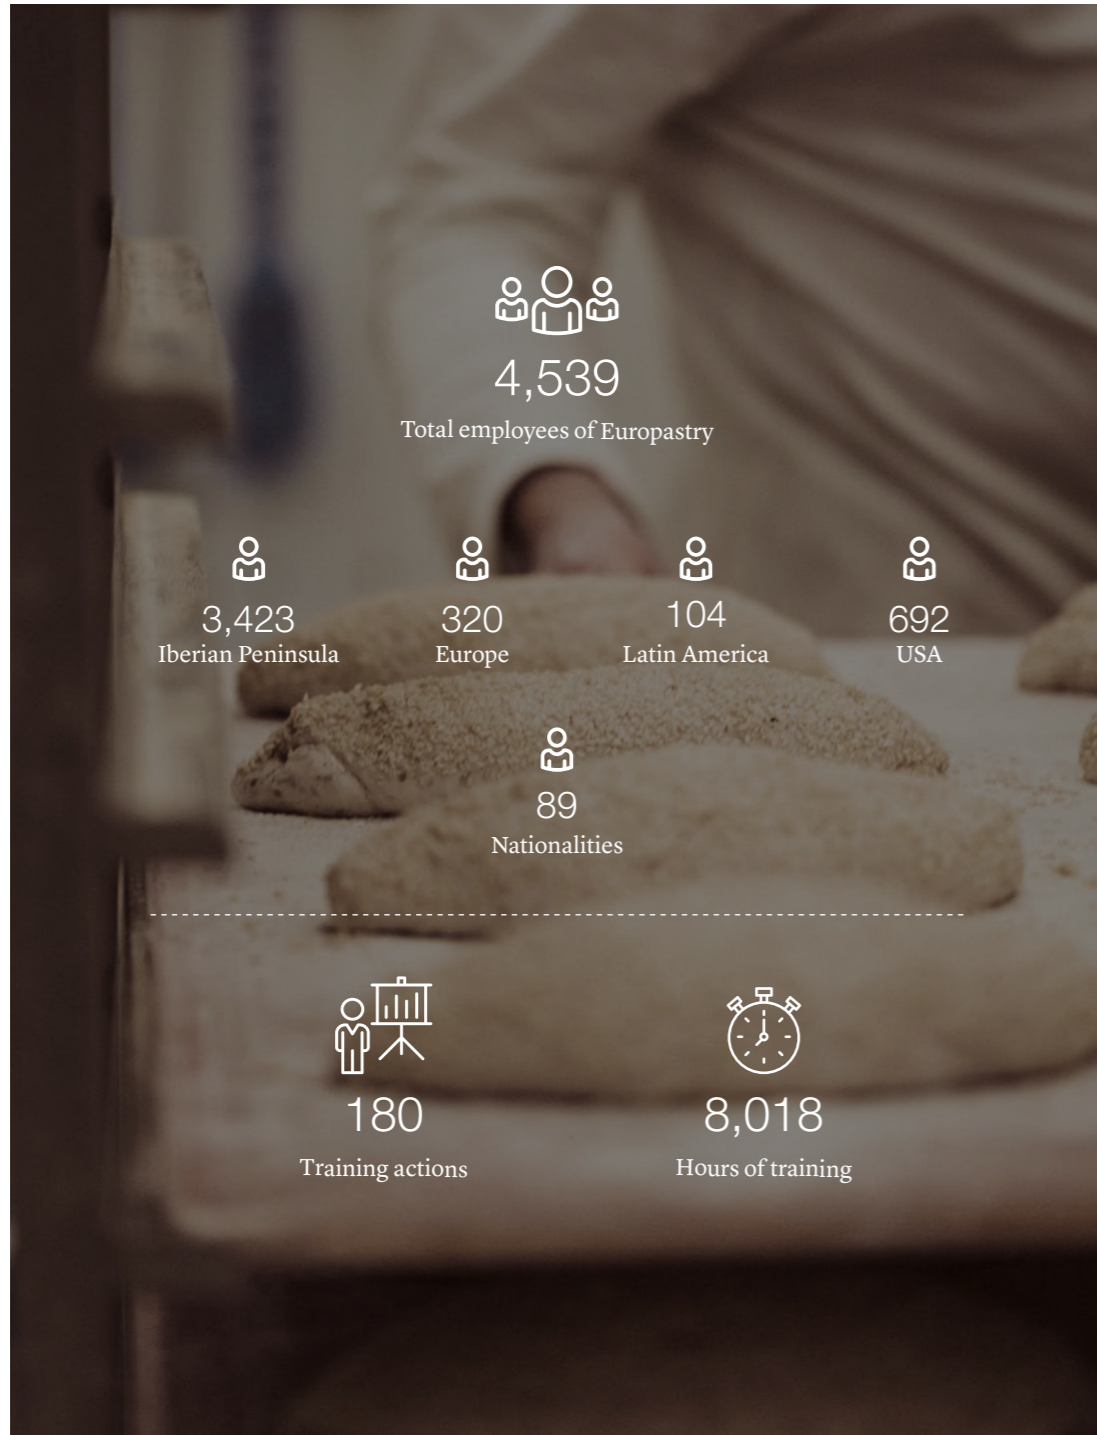 4,539
Total employees of Europastry
3,423
Iberian Peninsula
320
Europe
104
Latin America
692
USA
89
Nationalities
180
Training actions
8,018
Hours of training